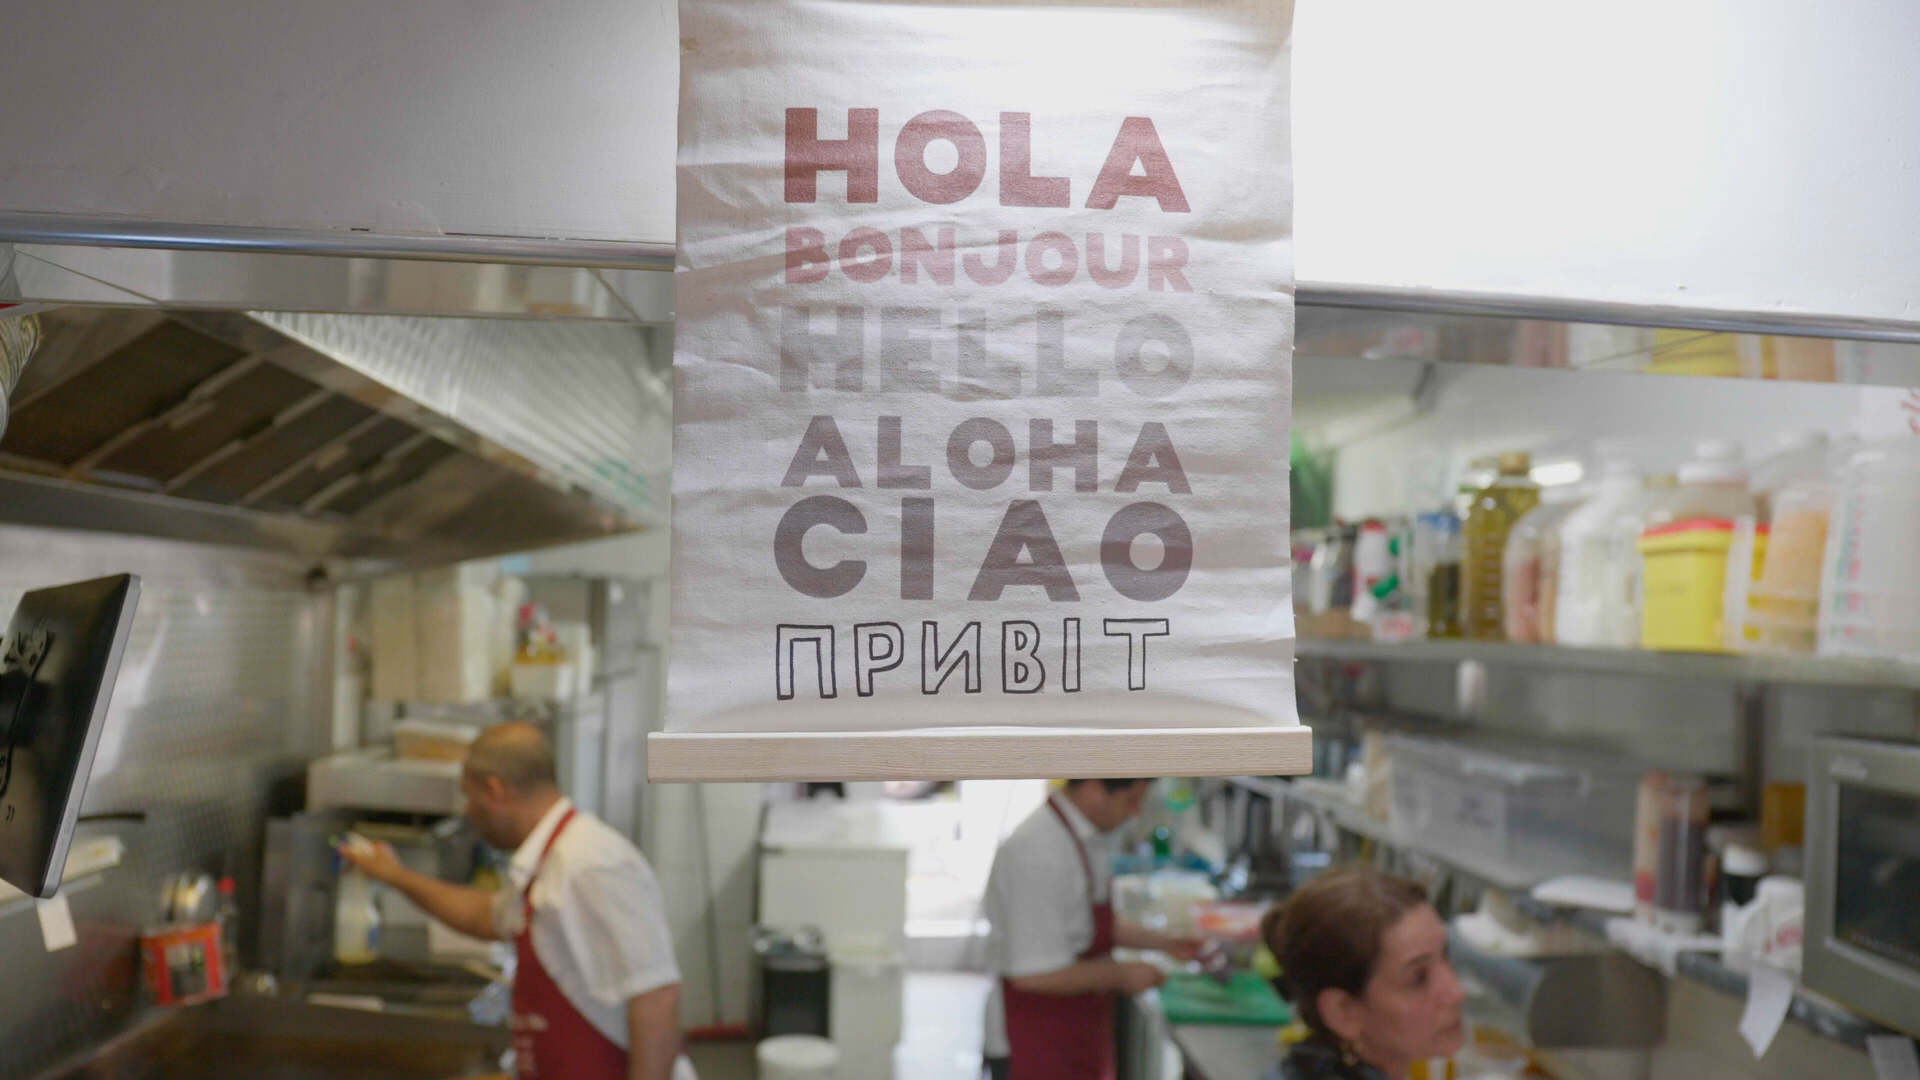 HOLA
BONJOUR
HELLO
ALOHA
CIAO
ПРИВІТ